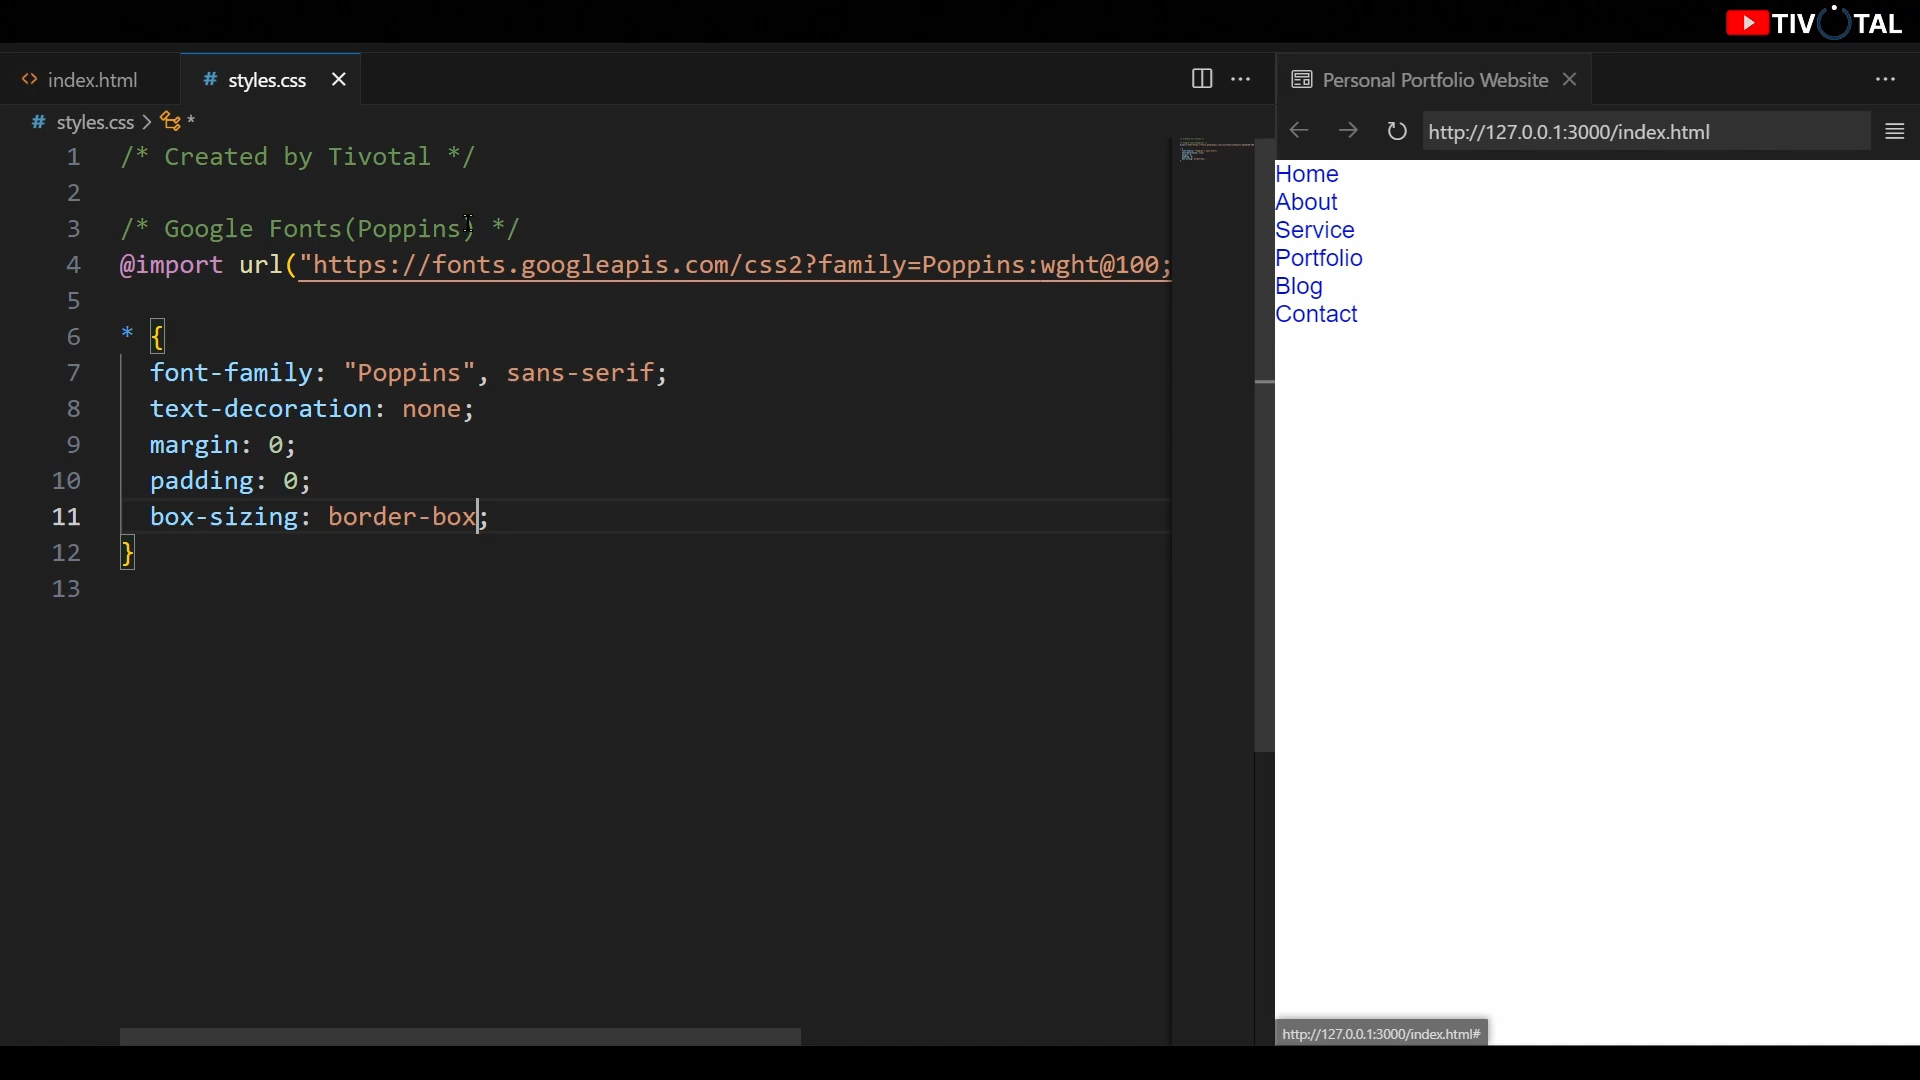 TIVOTAL
index.html
# styles.css
Personal Portfolio Website
# styles.css > *
http://127.0.0.1:3000/index.html
1 /* Created by Tivotal */
2
3 /* Google Fonts(Poppins) */
4 @import url("https://fonts.googleapis.com/css2?family=Poppins:wght@100;
5
6 * {
7 font-family: "Poppins", sans-serif;
8 text-decoration: none;
9 margin: 0;
10 padding: 0;
11 box-sizing: border-box;
12 }
13
Home
About
Service
Portfolio
Blog
Contact
http://127.0.0.1:3000/index.html#